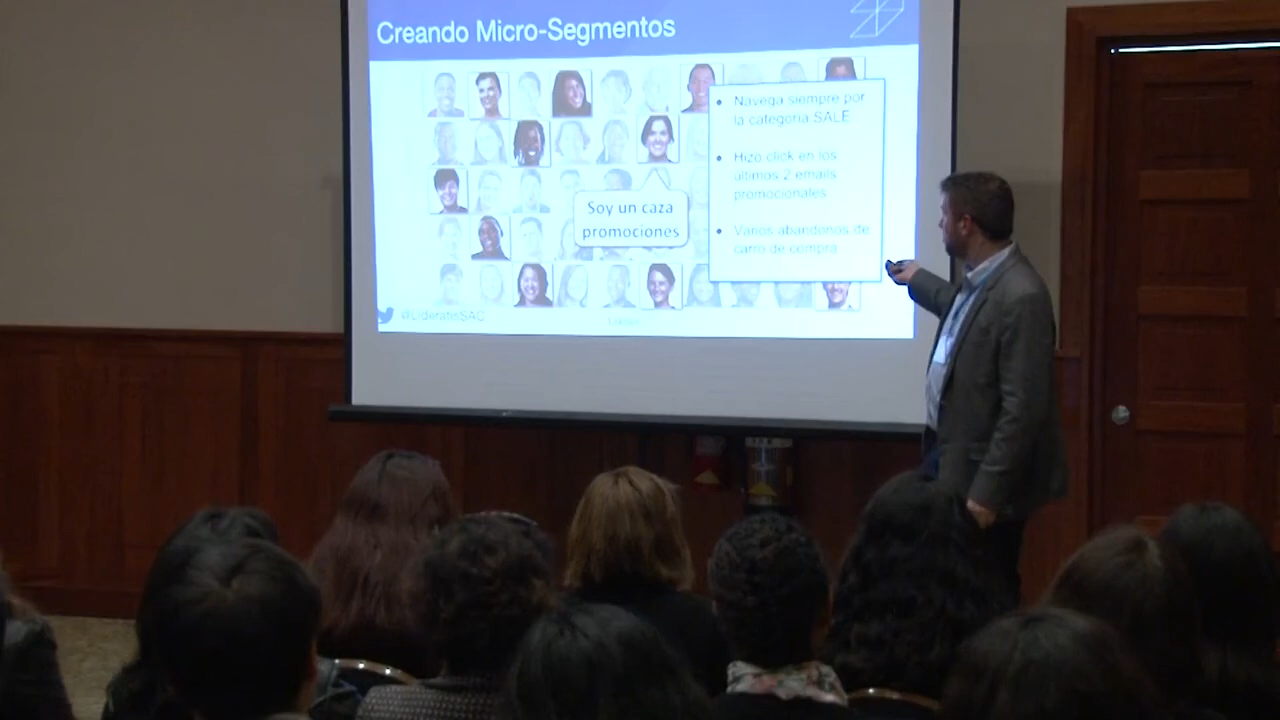 Creando Micro-Segmentos
Navega siempre por
la categoría SALE
Hizo click en los
últimos 2 emails
promocionales
Soy un caza
promociones
Varios abandonos de
carro de compra
@LideratisSAC